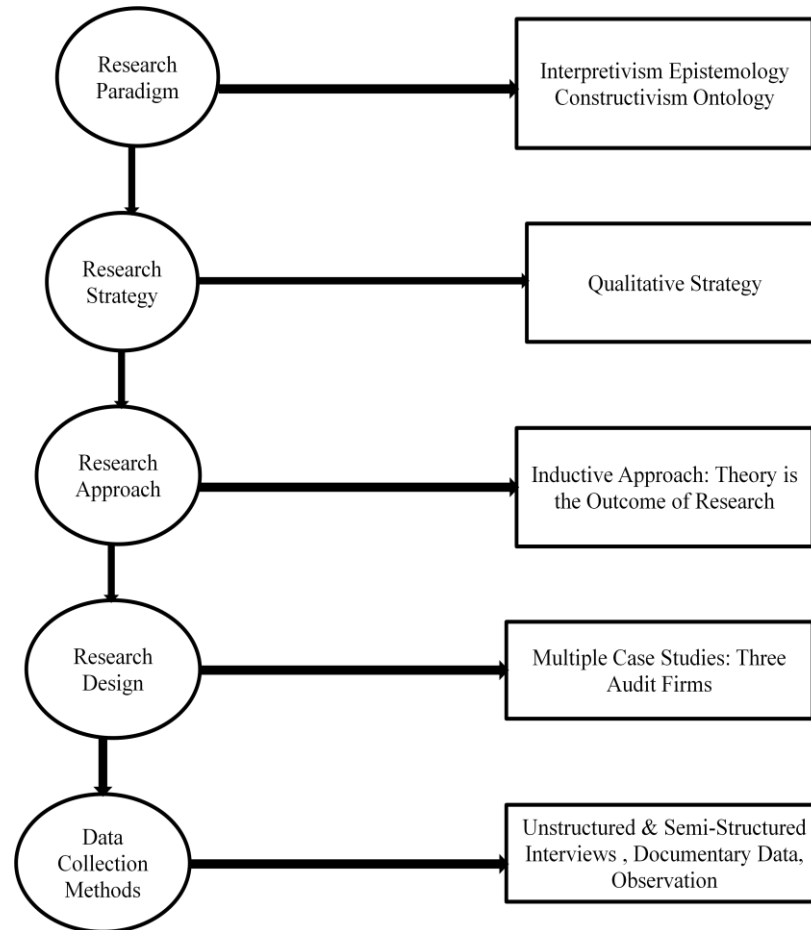 Research
Paradigm
Interpretivism Epistemology
Constructivism Ontology
Research
Strategy
Qualitative Strategy
Research
Approach
Inductive Approach: Theory is
the Outcome of Research
Research
Design
Multiple Case Studies: Three
Audit Firms
Data
Collection
Methods
Unstructured & Semi-Structured
Interviews , Documentary Data,
Observation